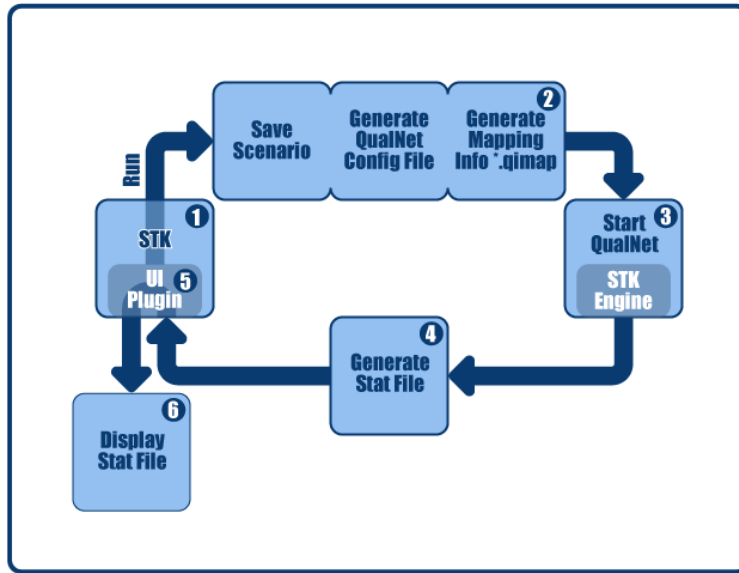 Run
1
STK
UI
Plugin
5
Save
Scenario
Generate
QualNet
Config File
2
Generate
Mapping
Info *.qimap
3
Start
QualNet
STK
Engine
4
Generate
Stat File
6
Display
Stat File